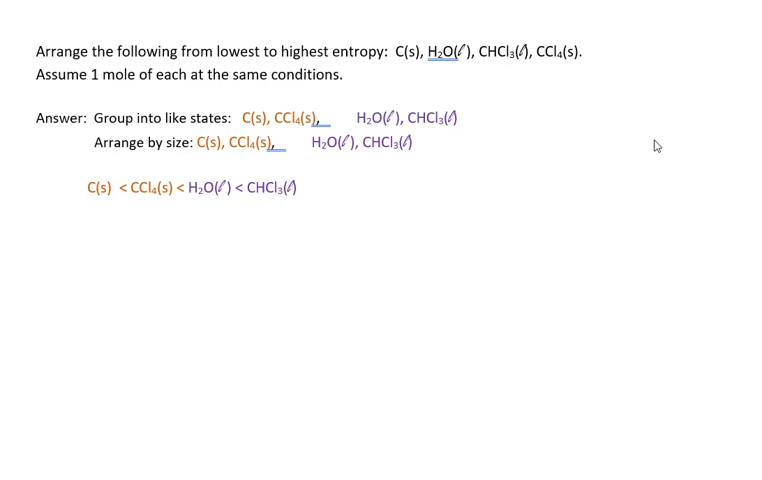 Arrange the following from lowest to highest entropy: C(s), H₂O(ℓ), CHCl₃(ℓ), CCl₄(s).
Assume 1 mole of each at the same conditions.
Answer: Group into like states: C(s), CCl₄(s), H₂O(ℓ), CHCl₃(ℓ)
Arrange by size: C(s), CCl₄(s), H₂O(ℓ), CHCl₃(ℓ)
C(s) < CCl₄(s) < H₂O(ℓ) < CHCl₃(ℓ)